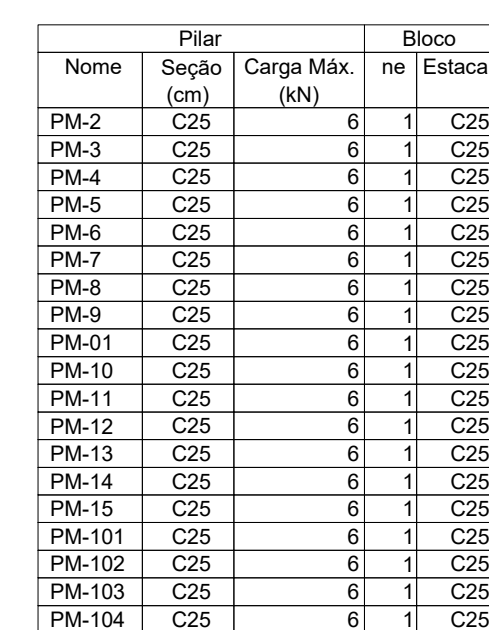 Pilar Bloco
Nome Seção (cm) Carga Máx. (kN) ne Estaca
PM-2 C25 6 1 C25
PM-3 C25 6 1 C25
PM-4 C25 6 1 C25
PM-5 C25 6 1 C25
PM-6 C25 6 1 C25
PM-7 C25 6 1 C25
PM-8 C25 6 1 C25
PM-9 C25 6 1 C25
PM-01 C25 6 1 C25
PM-10 C25 6 1 C25
PM-11 C25 6 1 C25
PM-12 C25 6 1 C25
PM-13 C25 6 1 C25
PM-14 C25 6 1 C25
PM-15 C25 6 1 C25
PM-101 C25 6 1 C25
PM-102 C25 6 1 C25
PM-103 C25 6 1 C25
PM-104 C25 6 1 C25